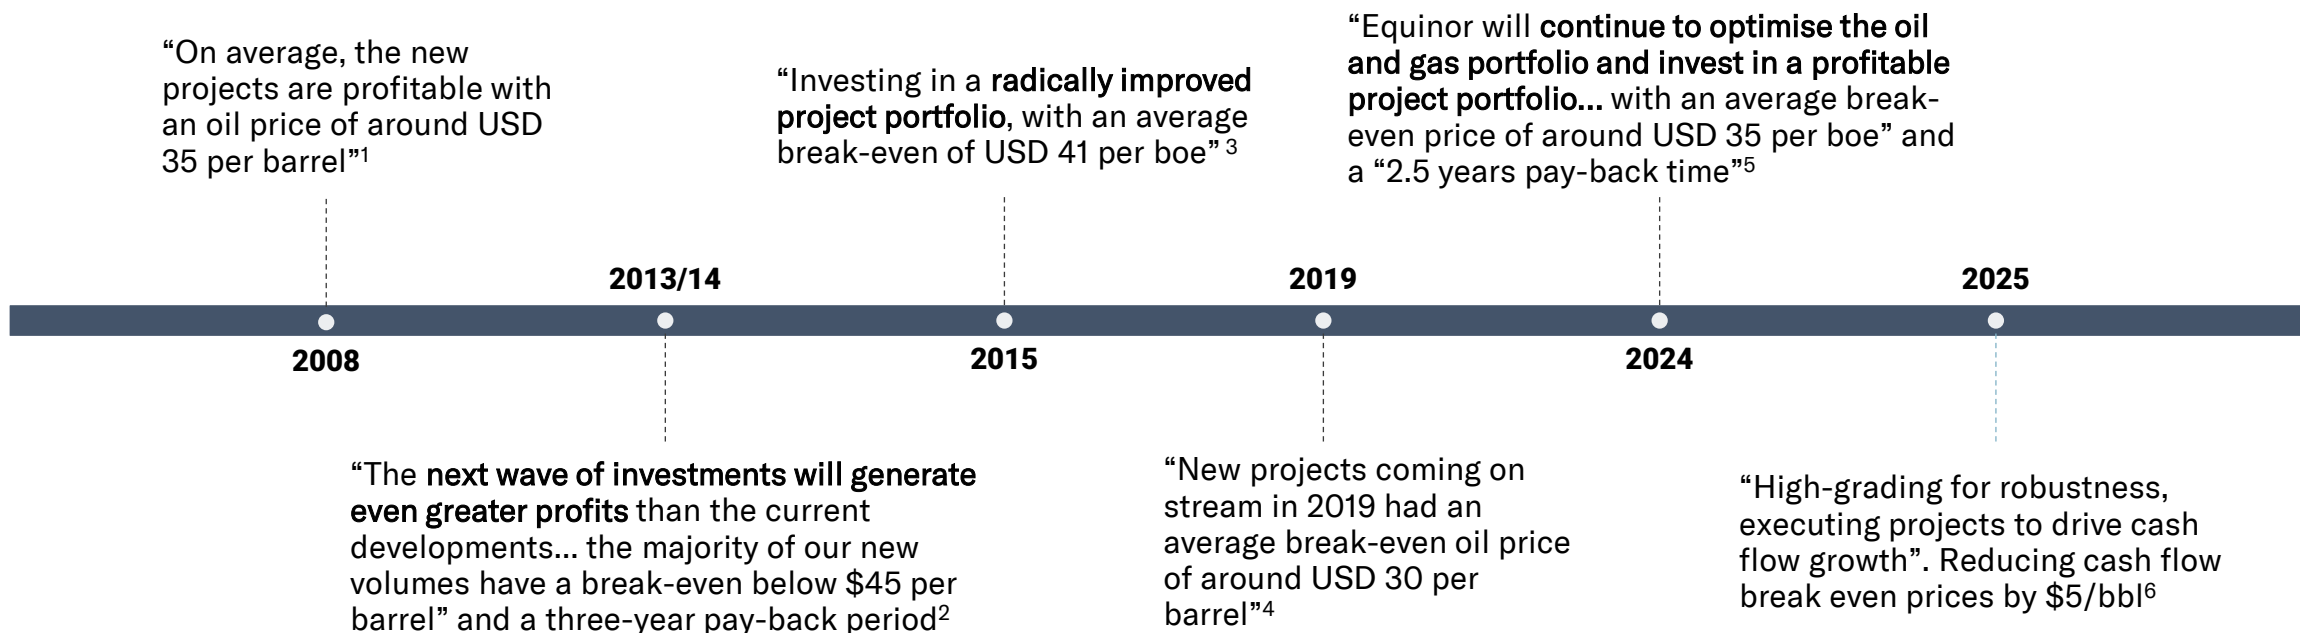 “On average, the new
projects are profitable with
an oil price of around USD
35 per barrel”1
2008
2013/14
“The next wave of investments will generate
even greater profits than the current
developments... the majority of our new
volumes have a break-even below $45 per
barrel” and a three-year pay-back period2
“Investing in a radically improved
project portfolio, with an average
break-even of USD 41 per boe” 3
2015
2019
“New projects coming on
stream in 2019 had an
average break-even oil price
of around USD 30 per
barrel”4
“Equinor will continue to optimise the oil
and gas portfolio and invest in a profitable
project portfolio... with an average break-
even price of around USD 35 per boe” and
a “2.5 years pay-back time”5
2024
2025
“High-grading for robustness,
executing projects to drive cash
flow growth”. Reducing cash flow
break even prices by $5/bbl6